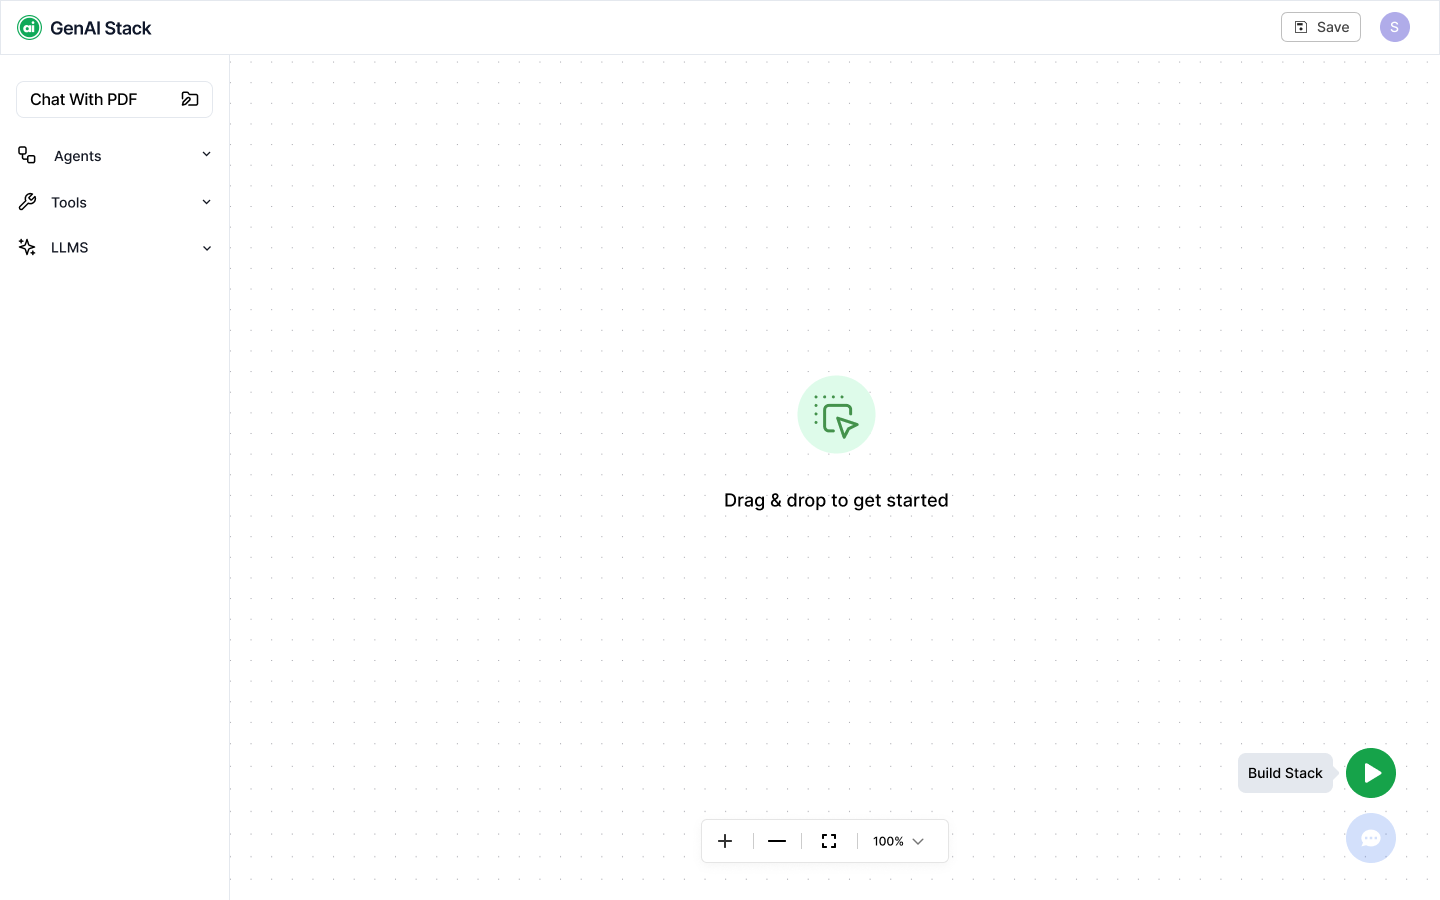 ai GenAI Stack
Save
S
Chat With PDF
Agents
Tools
LLMS
Drag & drop to get started
Build Stack
100%